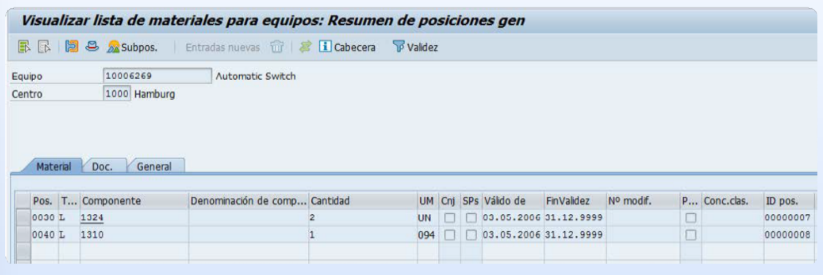 Visualizar lista de materiales para equipos: Resumen de posiciones gen
Subpos. Entradas nuevas Cabecera Validez
Equipo 10006269 Automatic Switch
Centro 1000 Hamburg
Material Doc. General
Pos. T... Componente Denominación de comp... Cantidad UM Cnj SPs Válido de FinValidez Nº modif. P... Conc.clas. ID pos.
0030 L 1324 2 UN 03.05.2006 31.12.9999 00000007
0040 L 1310 1 094 03.05.2006 31.12.9999 00000008